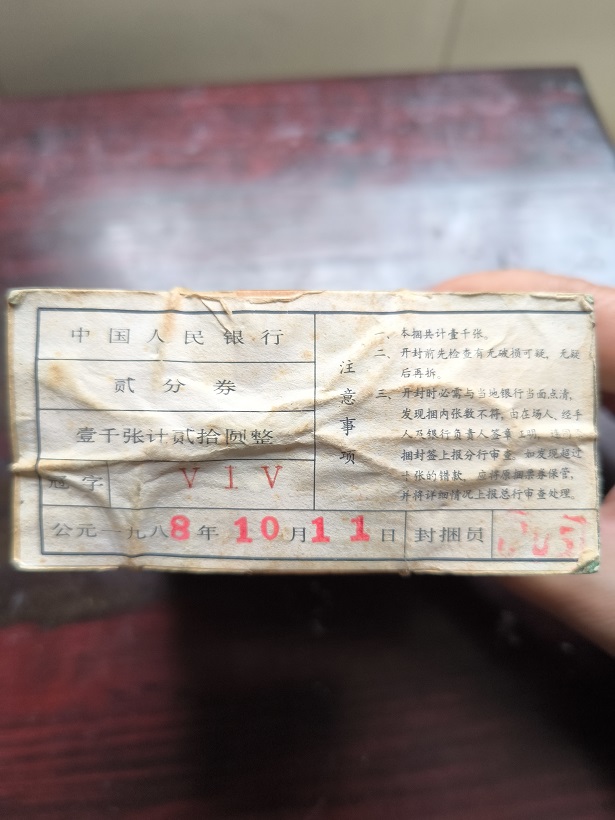 中国人民银行
贰分券
壹千张计贰拾圆整
冠字 VIV
公元一九八8年10月11日 封捆员
注意事项
一、本捆共计壹千张。
二、开封前先检查有无破损可疑，无疑
后再拆。
三、开封时必需与当地银行当面点清，
发现捆内张数不符，由在场人、经手
人及银行负责人签章
捆封签上报分行审查 如发现超过
十张的错款，应将原捆票券保管，
并将详细情况上报总行审查处理。